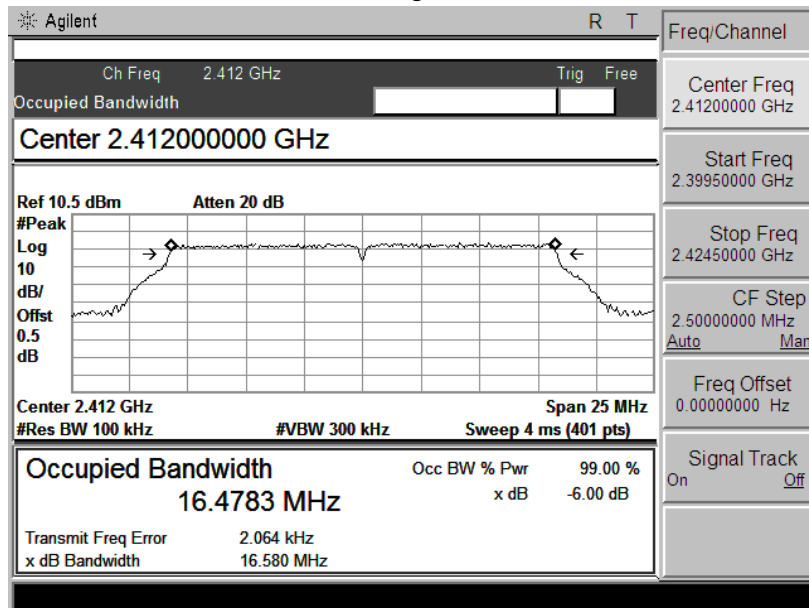 Agilent R T
Ch Freq 2.412 GHz Trig Free
Occupied Bandwidth
Center 2.412000000 GHz
Ref 10.5 dBm Atten 20 dB
#Peak
Log
10
dB/
Offst
0.5
dB
Center 2.412 GHz Span 25 MHz
#Res BW 100 kHz #VBW 300 kHz Sweep 4 ms (401 pts)
Occupied Bandwidth Occ BW % Pwr 99.00 %
16.4783 MHz x dB -6.00 dB
Transmit Freq Error 2.064 kHz
x dB Bandwidth 16.580 MHz
Freq/Channel
Center Freq
2.41200000 GHz
Start Freq
2.39950000 GHz
Stop Freq
2.42450000 GHz
CF Step
2.50000000 MHz
Auto Man
Freq Offset
0.00000000 Hz
Signal Track
On Off